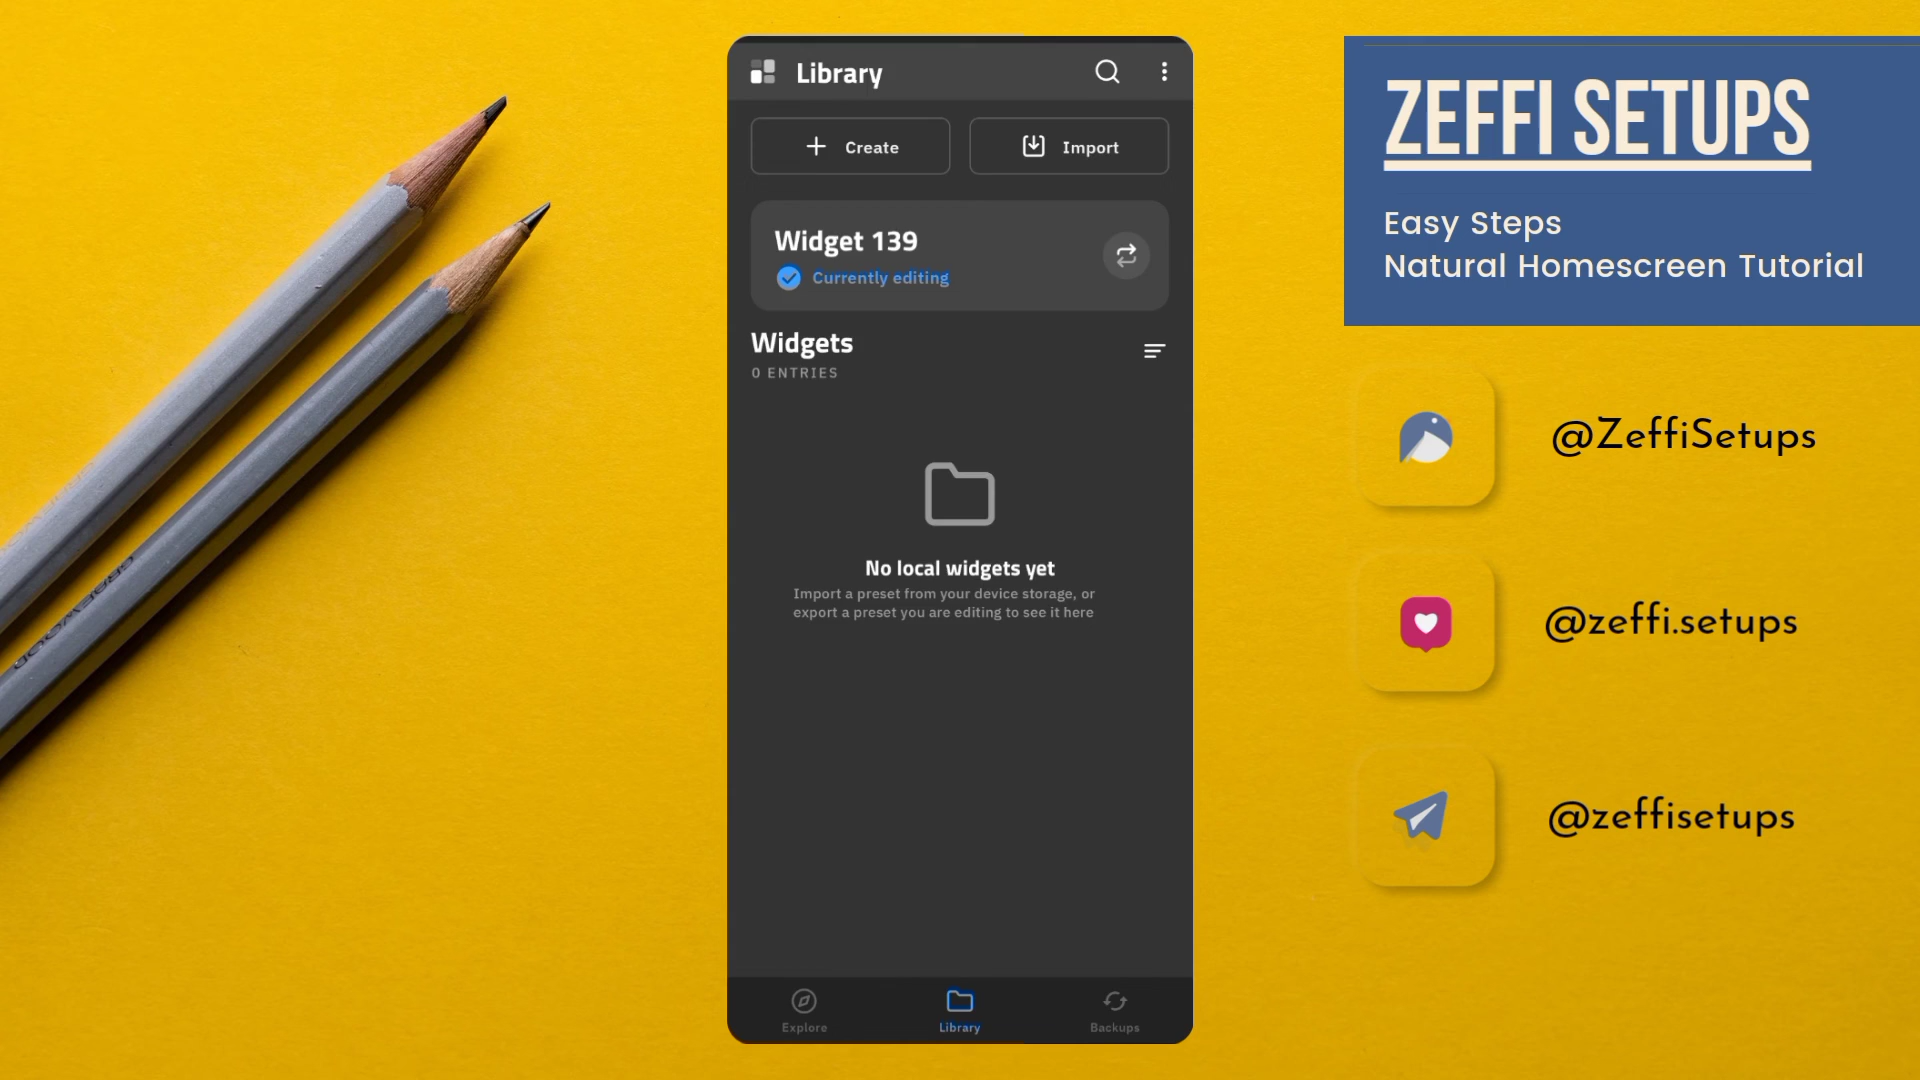 Library
Create
Import
Widget 139
Currently editing
Widgets
0 ENTRIES
No local widgets yet
Import a preset from your device storage, or
export a preset you are editing to see it here
Explore
Library
Backups
ZEFFI SETUPS
Easy Steps
Natural Homescreen Tutorial
@ZeffiSetups
@zeffi.setups
@zeffisetups